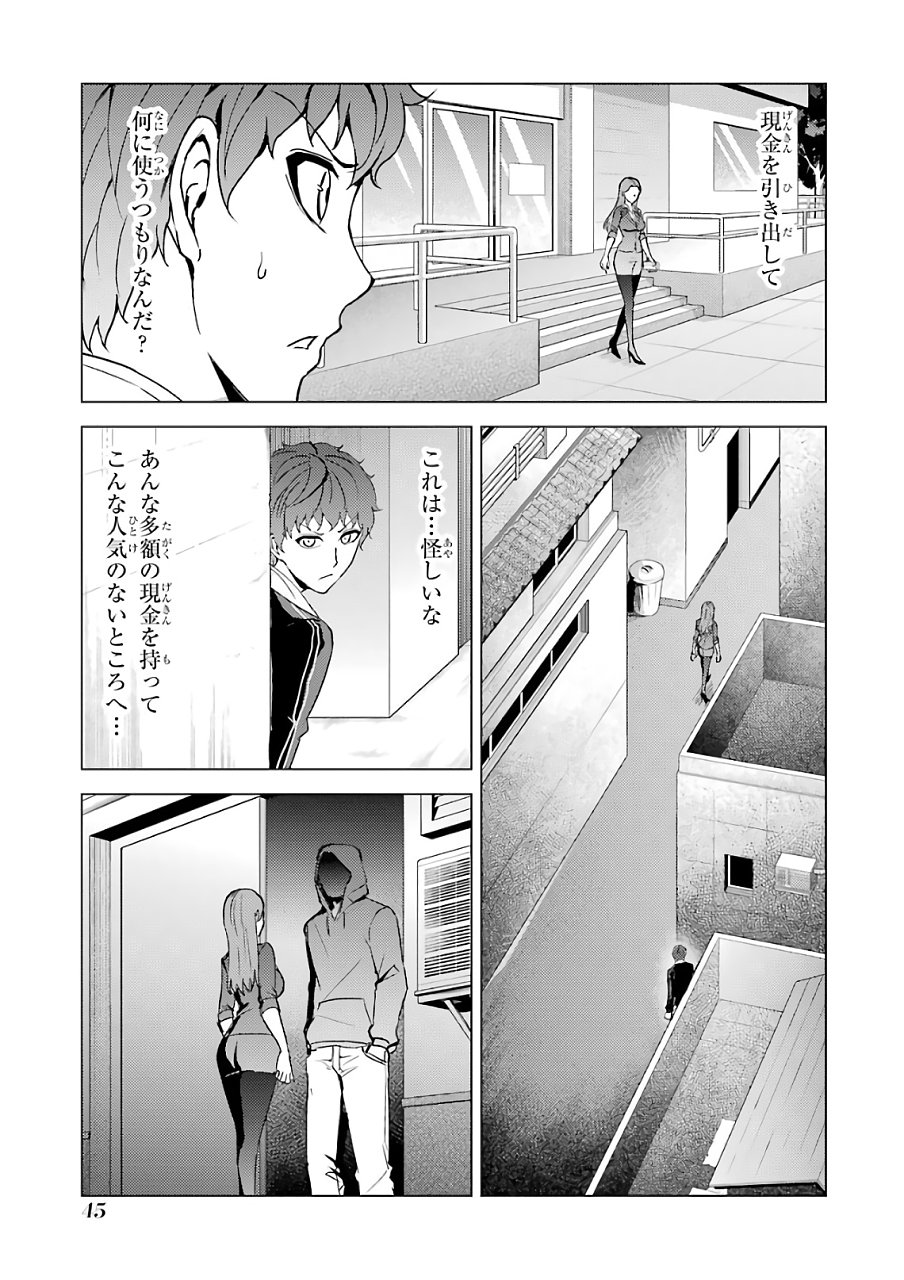 現金を引き出して
何に使うつもりなんだ？
これは…怪しいな
あんな多額の現金を持って
こんな人気のないところへ…
45